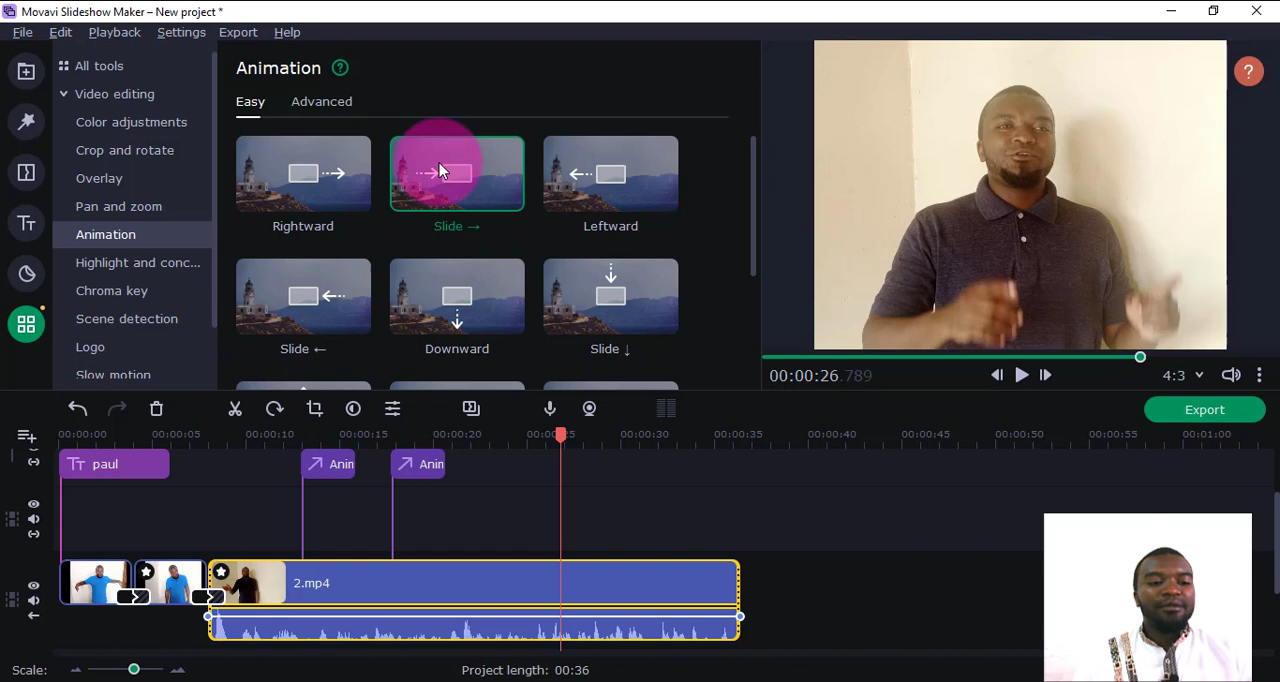 Movavi Slideshow Maker – New project *
File Edit Playback Settings Export Help
All tools
Video editing
Color adjustments
Crop and rotate
Overlay
Pan and zoom
Animation
Highlight and conc...
Chroma key
Scene detection
Logo
Slow motion
Animation ?
Easy Advanced
Rightward Slide → Leftward
Slide ← Downward Slide ↓
?
00:00:26.789
4:3
Export
00:00:00 00:00:05 00:00:10 00:00:15 00:00:20 00:00:25 00:00:30 00:00:35 00:00:40 00:00:45 00:00:50 00:00:55 00:01:00
Tт paul Anin Anin
2.mp4
Scale: Project length: 00:36